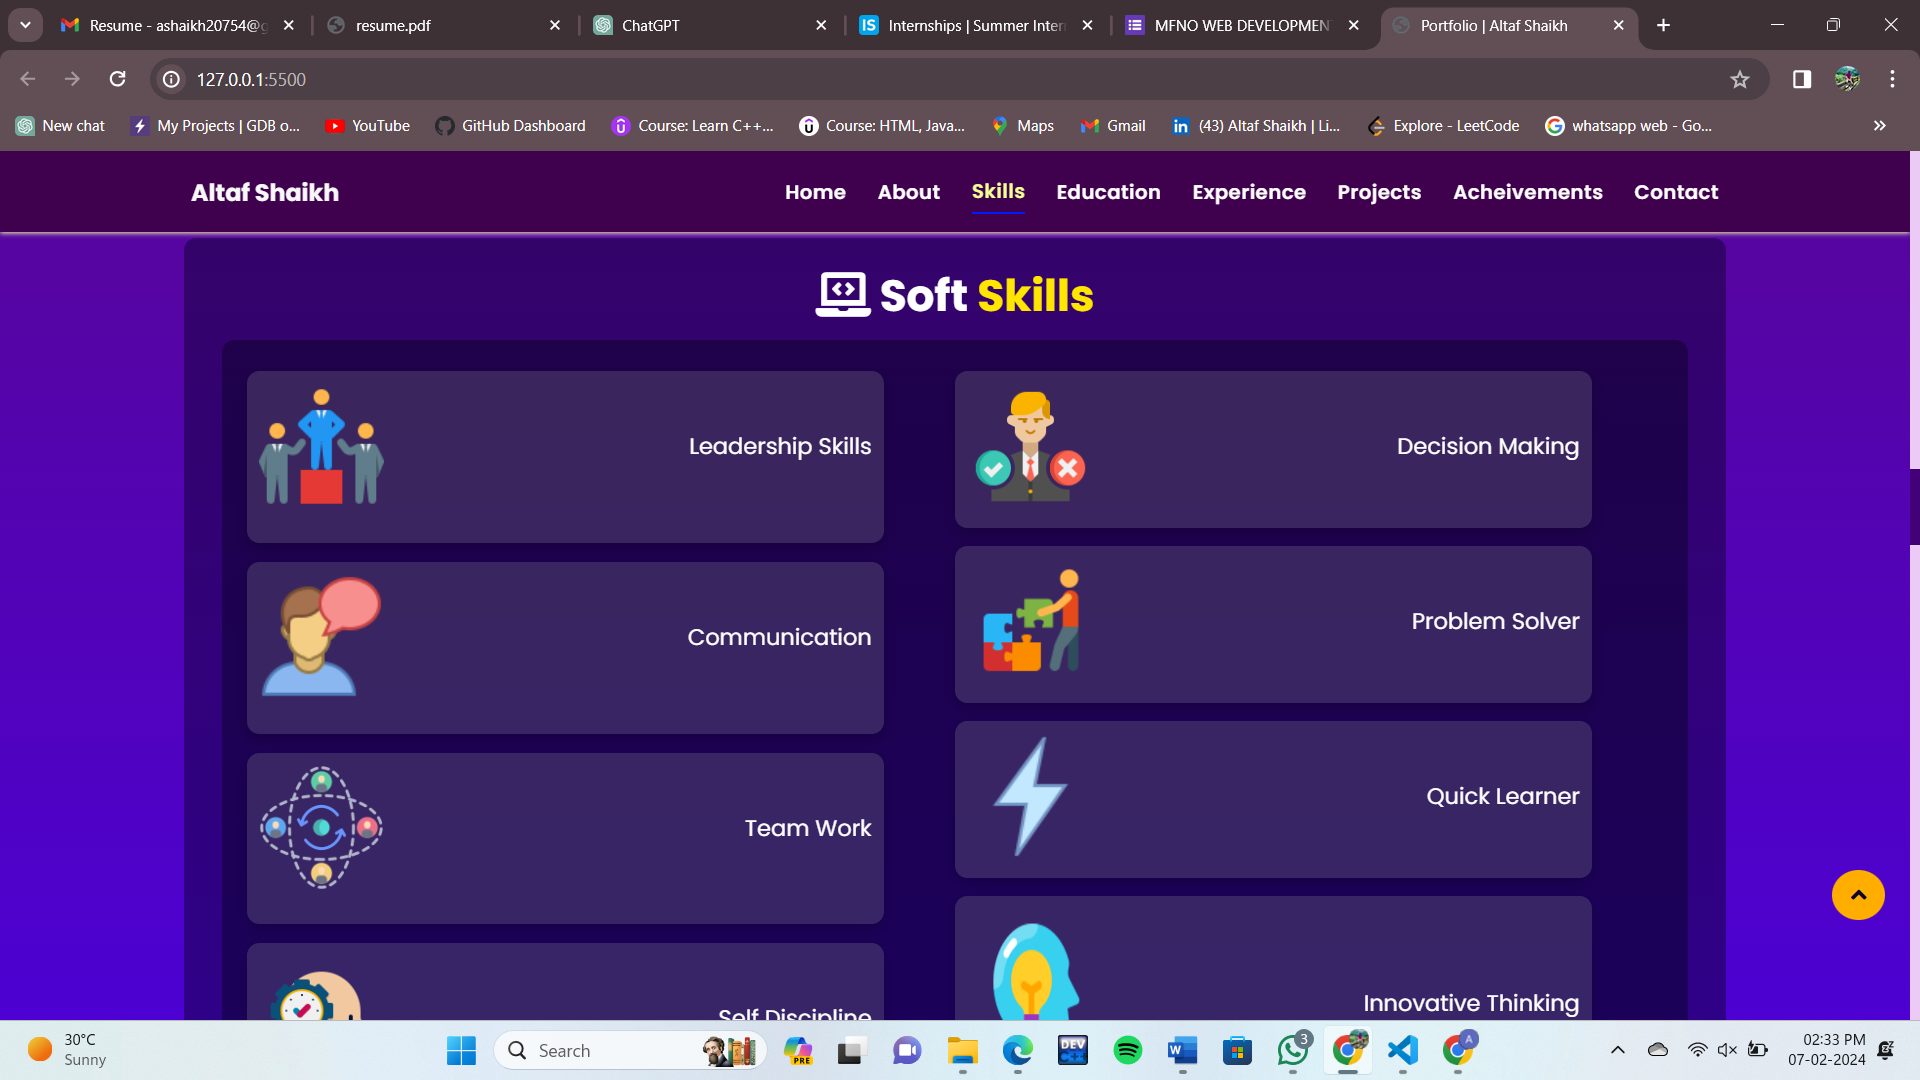 Resume - ashaikh20754@g
resume.pdf
ChatGPT
Internships | Summer Inter
MFNO WEB DEVELOPMEN
Portfolio | Altaf Shaikh
127.0.0.1:5500
New chat
My Projects | GDB o...
YouTube
GitHub Dashboard
Course: Learn C++...
Course: HTML, Java...
Maps
Gmail
(43) Altaf Shaikh | Li...
Explore - LeetCode
whatsapp web - Go...
Altaf Shaikh
Home
About
Skills
Education
Experience
Projects
Acheivements
Contact
Soft Skills
Leadership Skills
Decision Making
Communication
Problem Solver
Team Work
Quick Learner
Self Discipline
Innovative Thinking
30°C
Sunny
Search
PRE
DEV
3
A
02:33 PM
07-02-2024